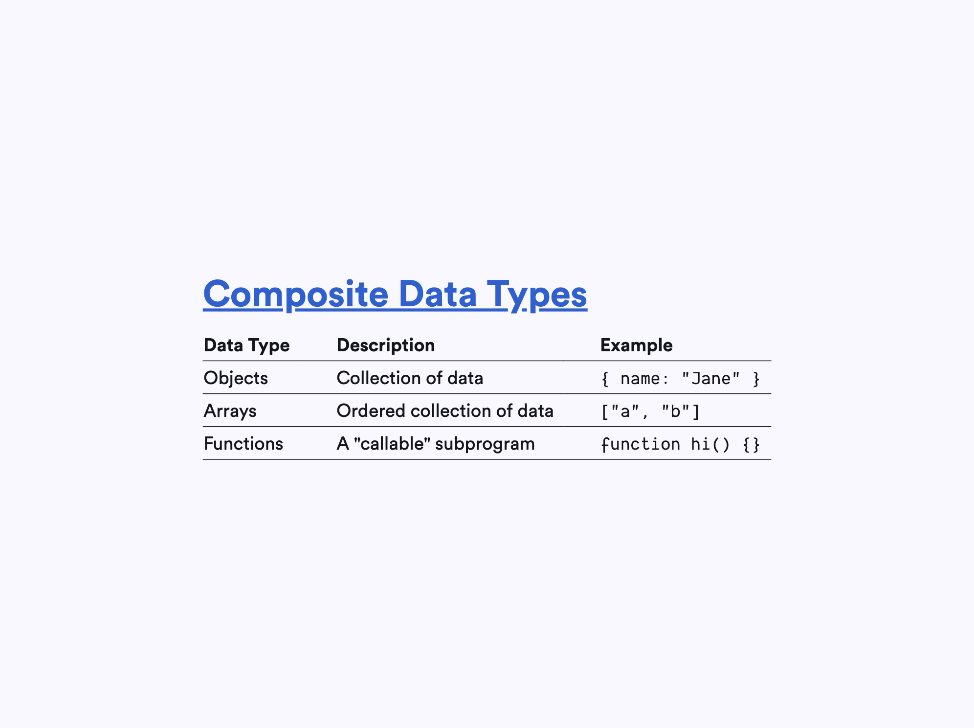 Composite Data Types
Data Type Description Example
Objects Collection of data { name: "Jane" }
Arrays Ordered collection of data ["a", "b"]
Functions A "callable" subprogram function hi() {}